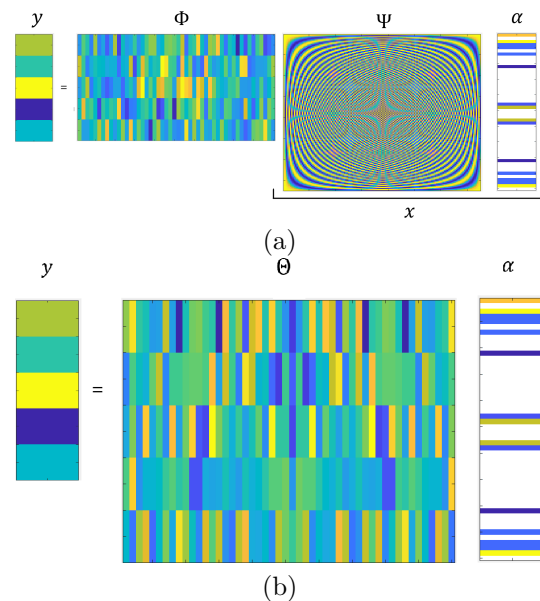 y Φ Ψ α
=
x
(a)
y Θ α
=
(b)